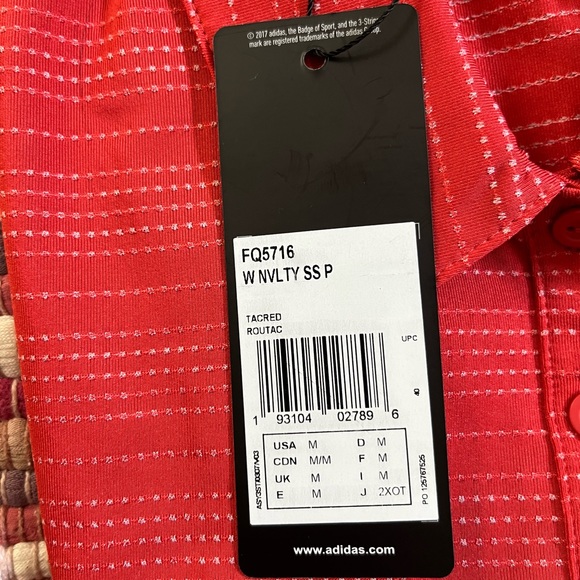 © 2017 adidas, the Badge of Sport, and the 3-Stripes
mark are registered trademarks of the adidas Group.
FQ5716
W NVLTY SS P
TACRED
ROUTAC
UPC
40
1 93104 02789 6
USA M D M
CDN M/M F M
UK M I M
E M J 2XOT
PO 125767525
www.adidas.com